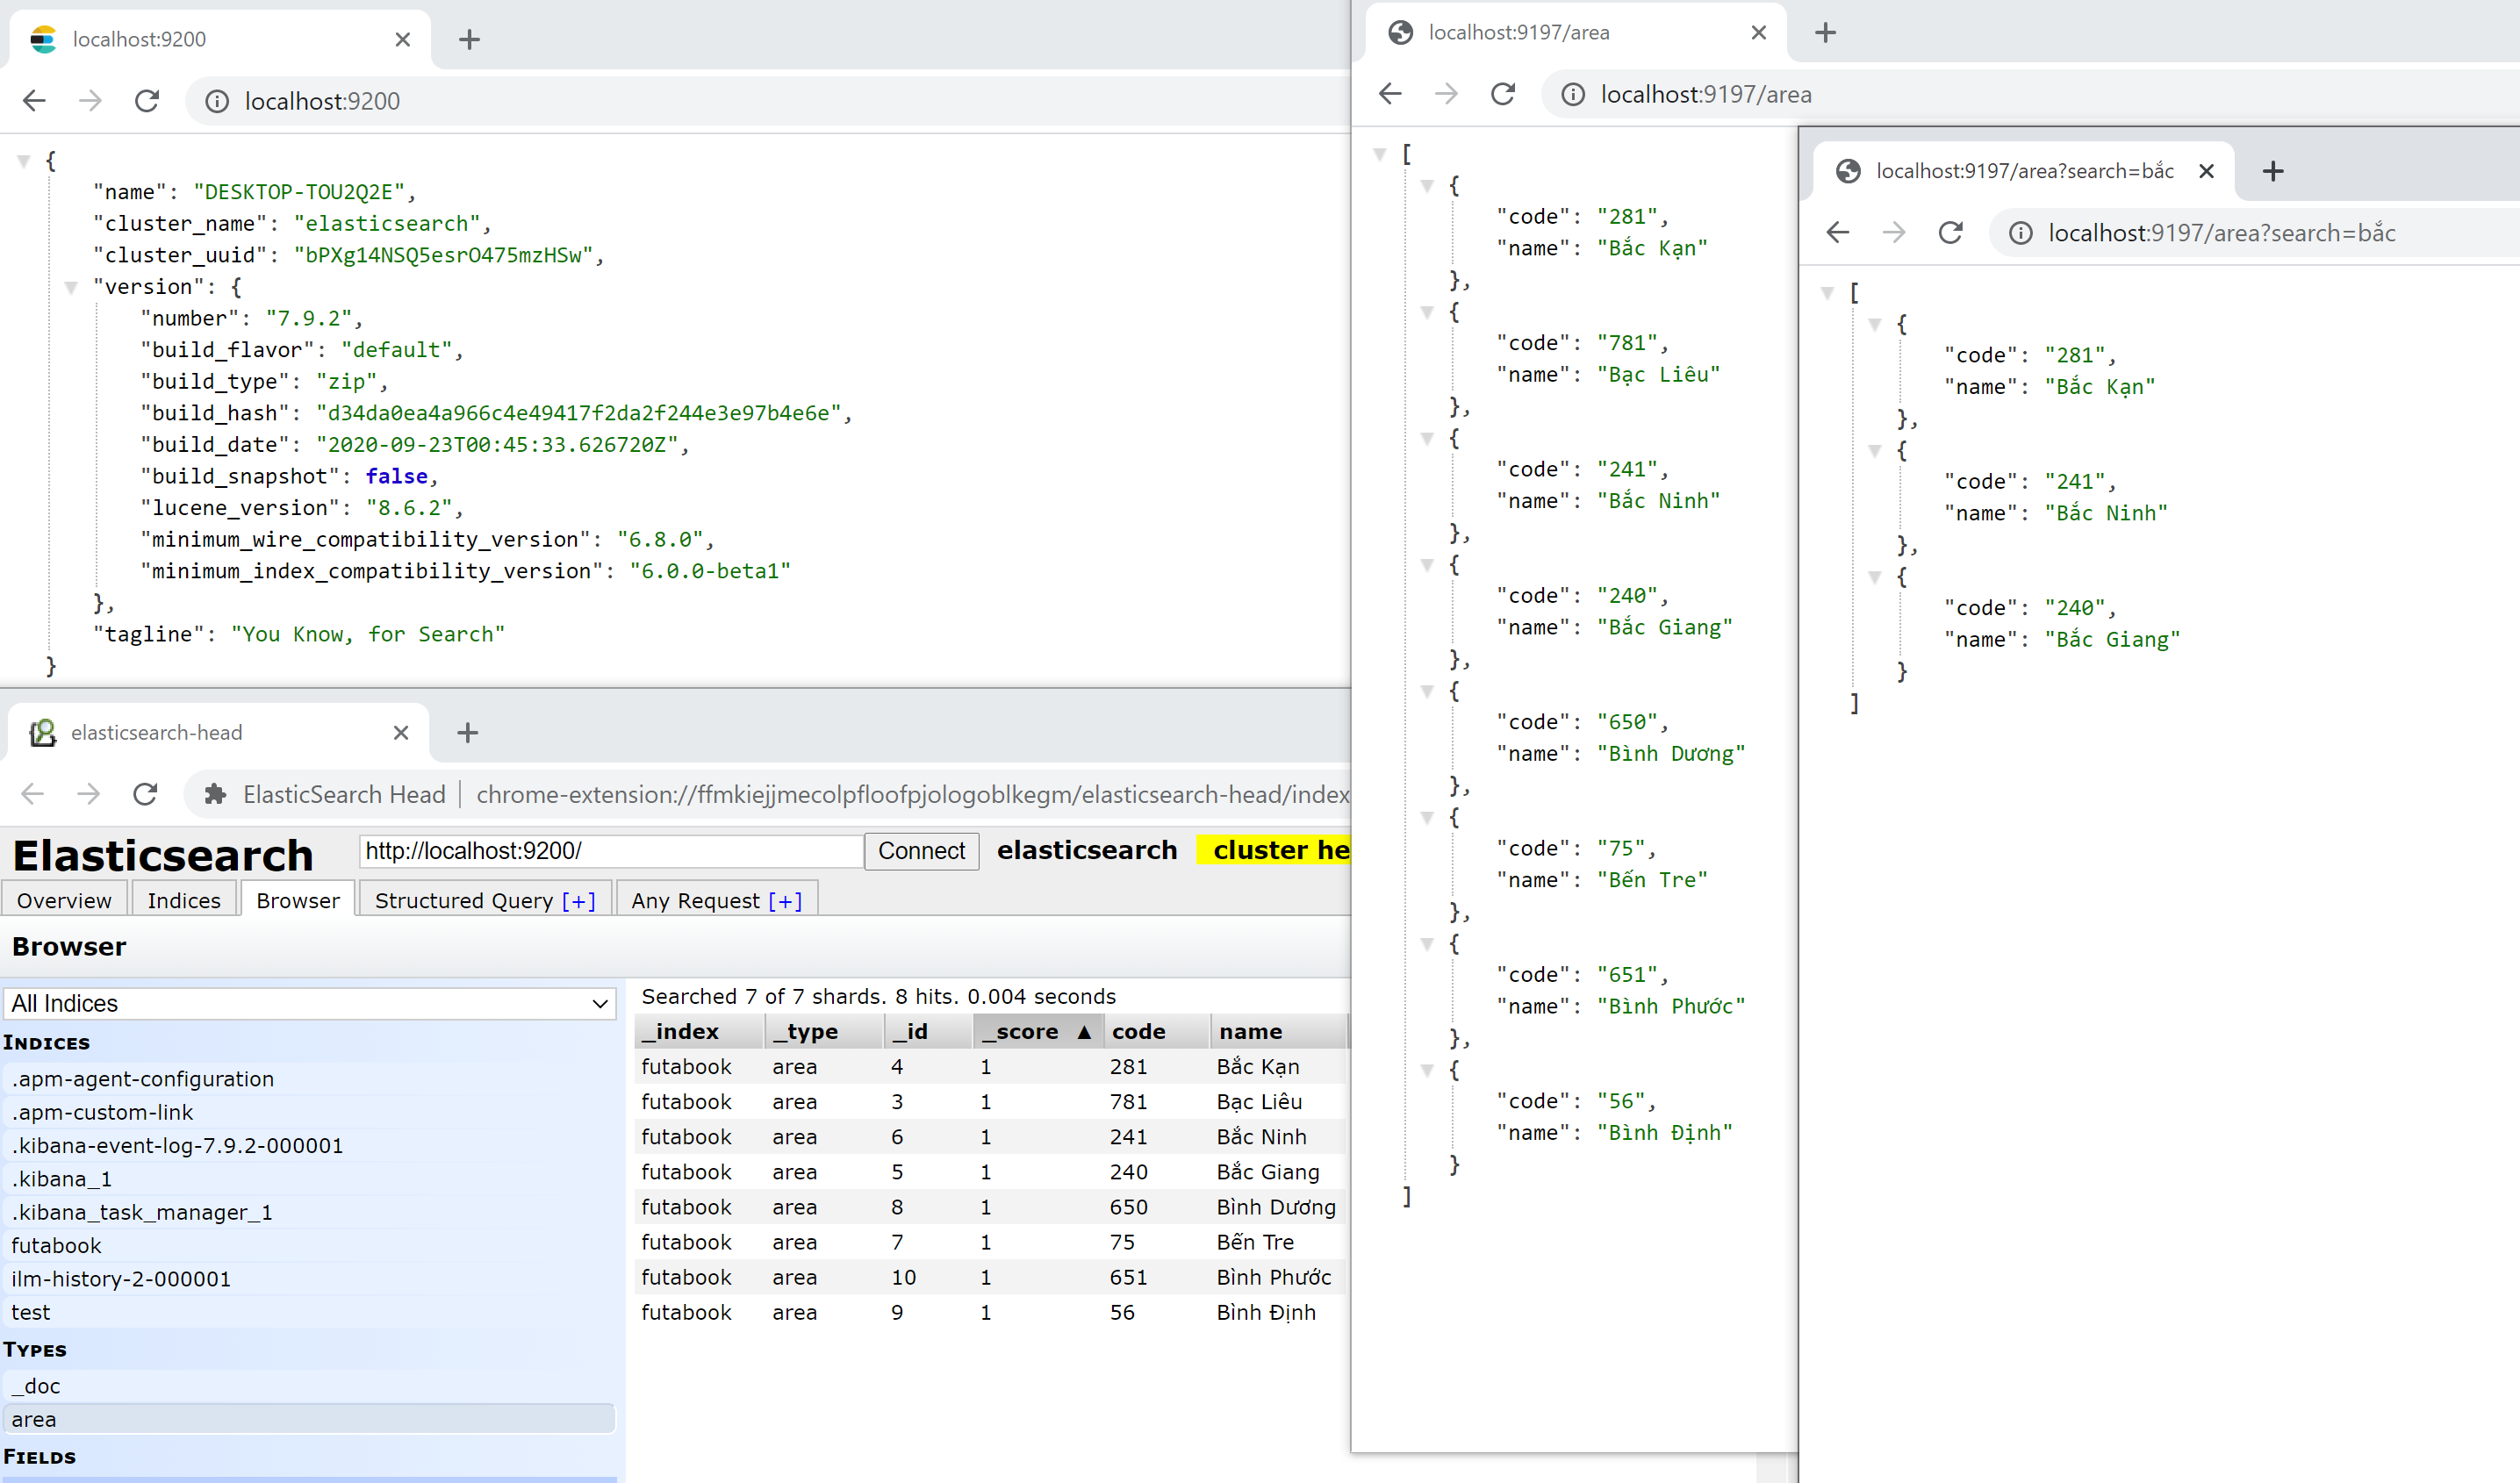 localhost:9200
localhost:9200
{
"name": "DESKTOP-TOU2Q2E",
"cluster_name": "elasticsearch",
"cluster_uuid": "bPXg14NSQ5esrO475mzHSw",
"version": {
"number": "7.9.2",
"build_flavor": "default",
"build_type": "zip",
"build_hash": "d34da0ea4a966c4e49417f2da2f244e3e97b4e6e",
"build_date": "2020-09-23T00:45:33.626720Z",
"build_snapshot": false,
"lucene_version": "8.6.2",
"minimum_wire_compatibility_version": "6.8.0",
"minimum_index_compatibility_version": "6.0.0-beta1"
},
"tagline": "You Know, for Search"
}
elasticsearch-head
ElasticSearch Head chrome-extension://ffmkiejjmecolpfloofpjologoblkegm/elasticsearch-head/index
Elasticsearch http://localhost:9200/ Connect elasticsearch cluster he
Overview Indices Browser Structured Query [+] Any Request [+]
Browser
All Indices
INDICES
.apm-agent-configuration
.apm-custom-link
.kibana-event-log-7.9.2-000001
.kibana_1
.kibana_task_manager_1
futabook
ilm-history-2-000001
test
TYPES
_doc
area
FIELDS
Searched 7 of 7 shards. 8 hits. 0.004 seconds
_index _type _id _score ▲ code name
futabook area 4 1 281 Bắc Kạn
futabook area 3 1 781 Bạc Liêu
futabook area 6 1 241 Bắc Ninh
futabook area 5 1 240 Bắc Giang
futabook area 8 1 650 Bình Dương
futabook area 7 1 75 Bến Tre
futabook area 10 1 651 Bình Phước
futabook area 9 1 56 Bình Định
localhost:9197/area
localhost:9197/area
[
{
"code": "281",
"name": "Bắc Kạn"
},
{
"code": "781",
"name": "Bạc Liêu"
},
{
"code": "241",
"name": "Bắc Ninh"
},
{
"code": "240",
"name": "Bắc Giang"
},
{
"code": "650",
"name": "Bình Dương"
},
{
"code": "75",
"name": "Bến Tre"
},
{
"code": "651",
"name": "Bình Phước"
},
{
"code": "56",
"name": "Bình Định"
}
]
localhost:9197/area?search=bắc
localhost:9197/area?search=bắc
[
{
"code": "281",
"name": "Bắc Kạn"
},
{
"code": "241",
"name": "Bắc Ninh"
},
{
"code": "240",
"name": "Bắc Giang"
}
]